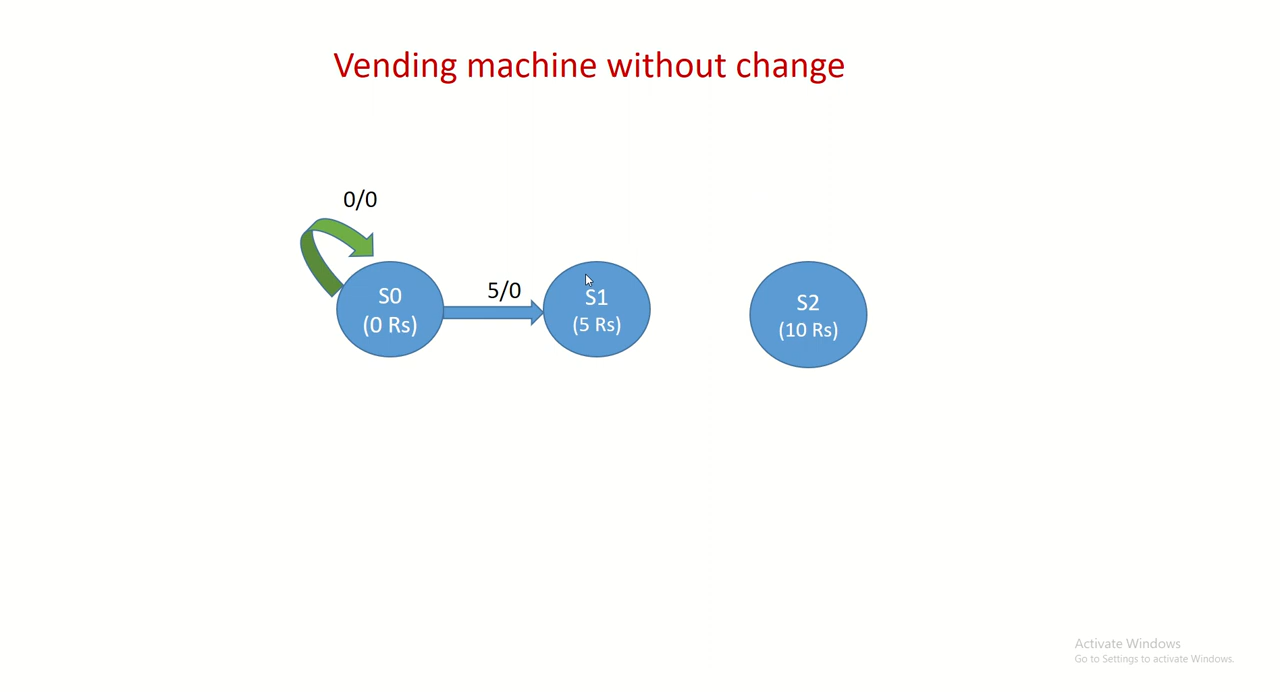 Vending machine without change
0/0
5/0
S0
(0 Rs)
S1
(5 Rs)
S2
(10 Rs)
Activate Windows
Go to Settings to activate Windows.